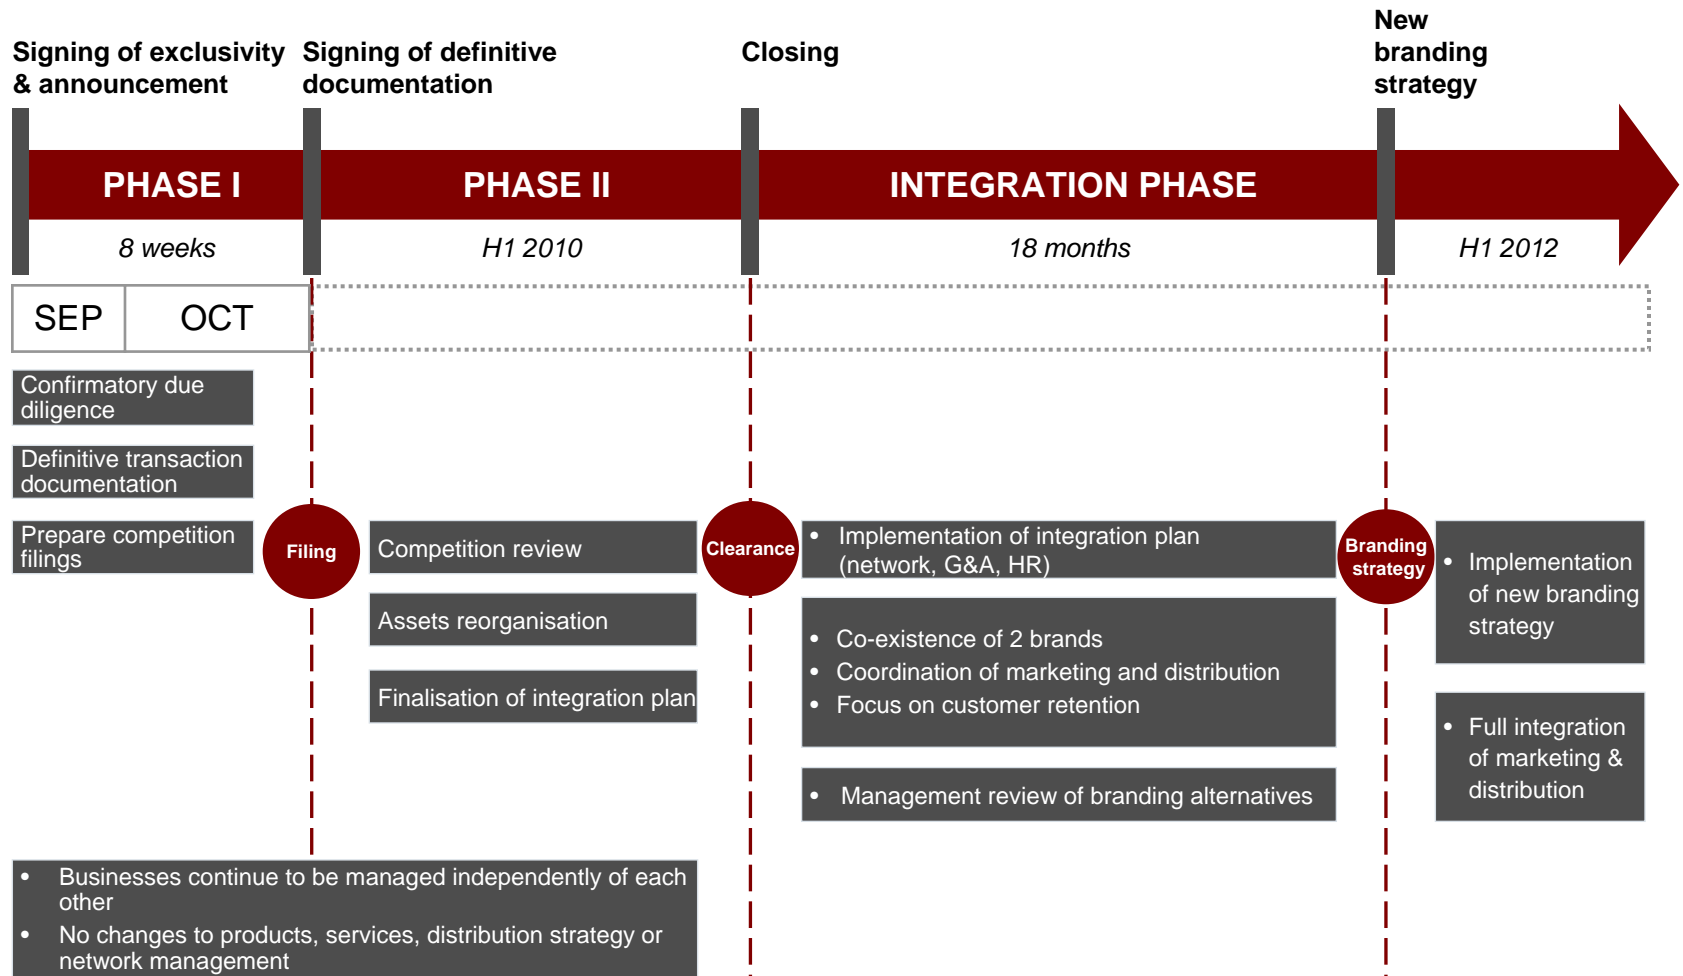 Signing of exclusivity
& announcement
Signing of definitive
documentation
Closing
New
branding
strategy
PHASE I
PHASE II
INTEGRATION PHASE
8 weeks
H1 2010
18 months
H1 2012
SEP
OCT
Confirmatory due
diligence
Definitive transaction
documentation
Prepare competition
filings
Filing
Competition review
Assets reorganisation
Finalisation of integration plan
Clearance
• Implementation of integration plan
(network, G&A, HR)
• Co-existence of 2 brands
• Coordination of marketing and distribution
• Focus on customer retention
• Management review of branding alternatives
Branding
strategy
• Implementation
of new branding
strategy
• Full integration
of marketing &
distribution
• Businesses continue to be managed independently of each
other
• No changes to products, services, distribution strategy or
network management